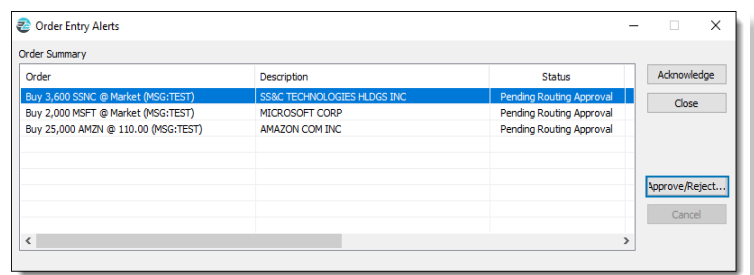 Order Entry Alerts
Order Summary
Order Description Status
Buy 3,600 SSNC @ Market (MSG:TEST) SS&C TECHNOLOGIES HLDGS INC Pending Routing Approval
Buy 2,000 MSFT @ Market (MSG:TEST) MICROSOFT CORP Pending Routing Approval
Buy 25,000 AMZN @ 110.00 (MSG:TEST) AMAZON COM INC Pending Routing Approval
Acknowledge
Close
Approve/Reject...
Cancel